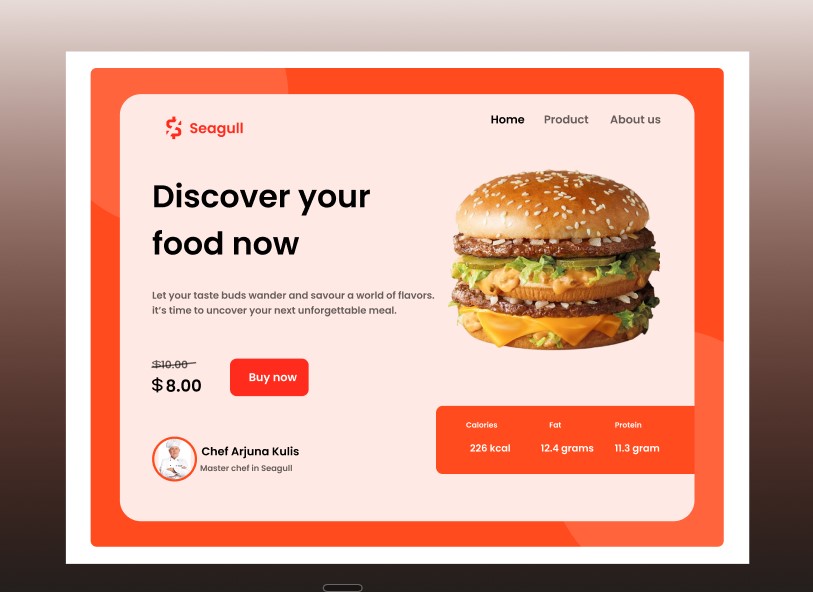 Seagull
Home Product About us
Discover your
food now
Let your taste buds wander and savour a world of flavors.
it's time to uncover your next unforgettable meal.
$10.00
$8.00
Buy now
Chef Arjuna Kulis
Master chef in Seagull
Calories Fat Protein
226 kcal 12.4 grams 11.3 gram